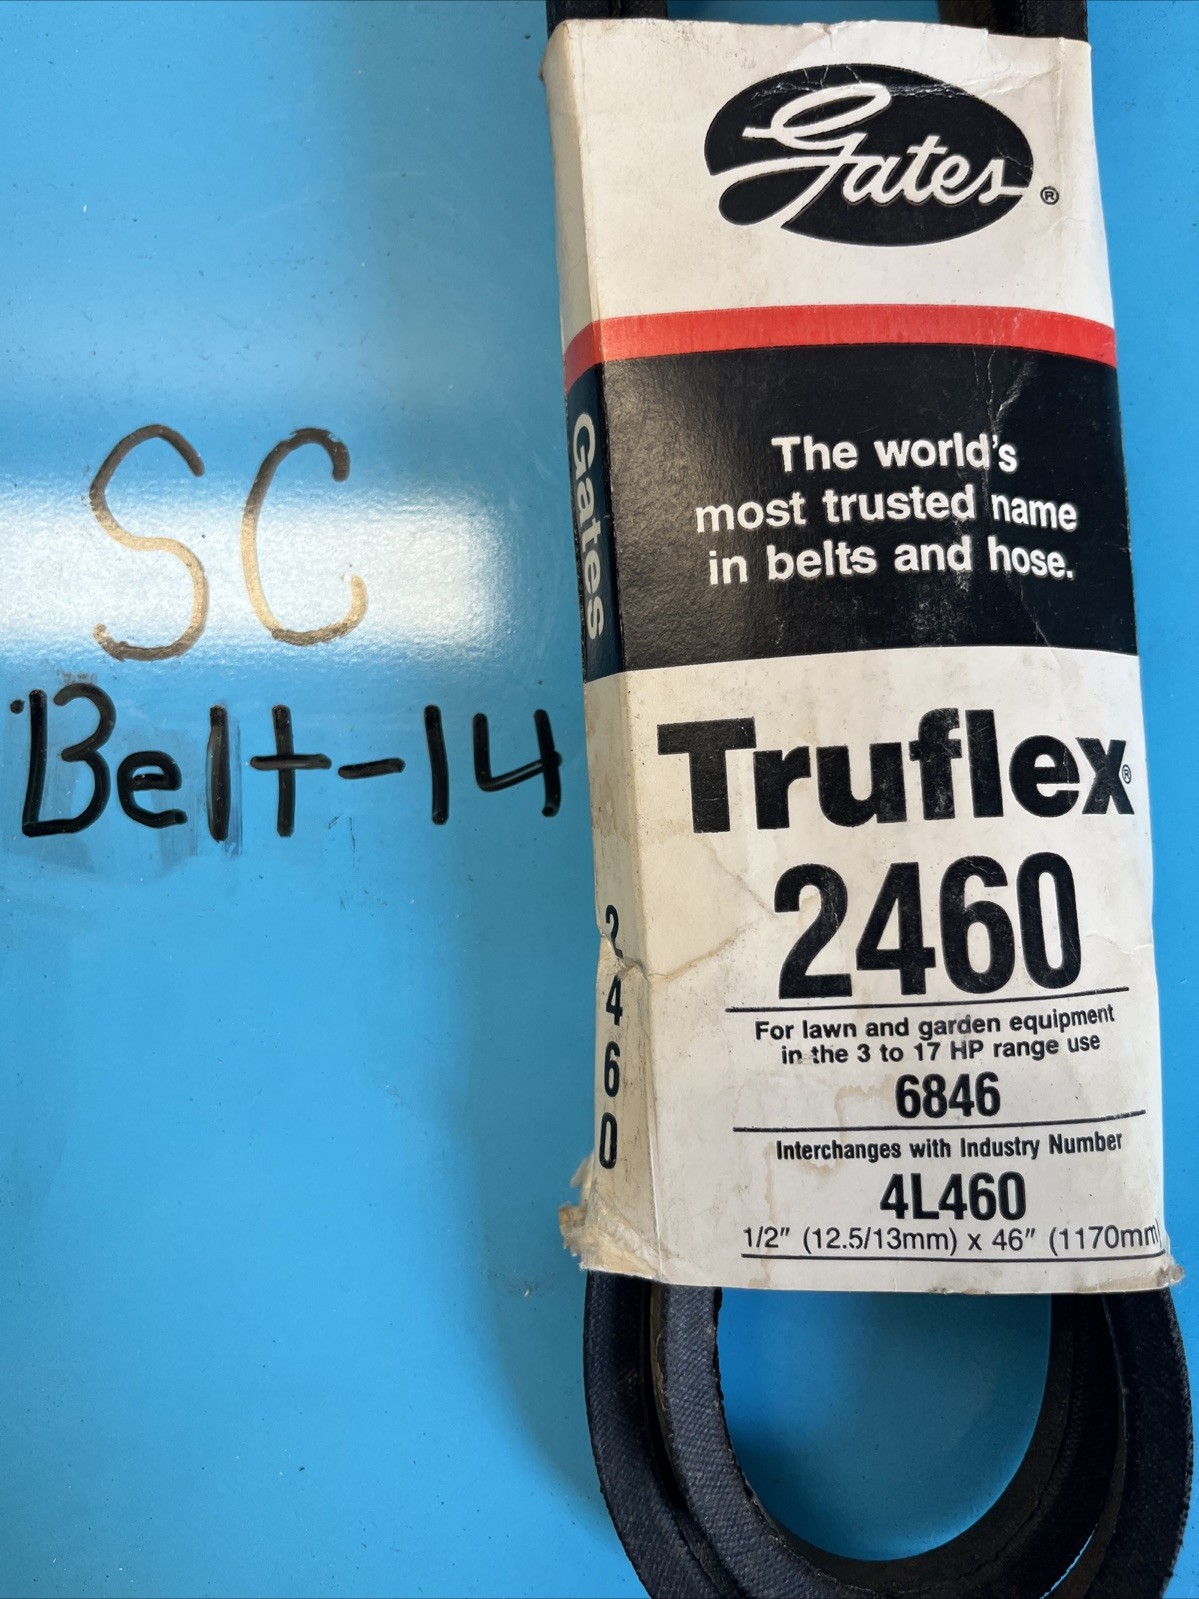 SC
Belt-14
Gates®
The world's
most trusted name
in belts and hose.
Gates
Truflex®
2460
2460
For lawn and garden equipment
in the 3 to 17 HP range use
6846
Interchanges with Industry Number
4L460
1/2" (12.5/13mm) x 46" (1170mm)